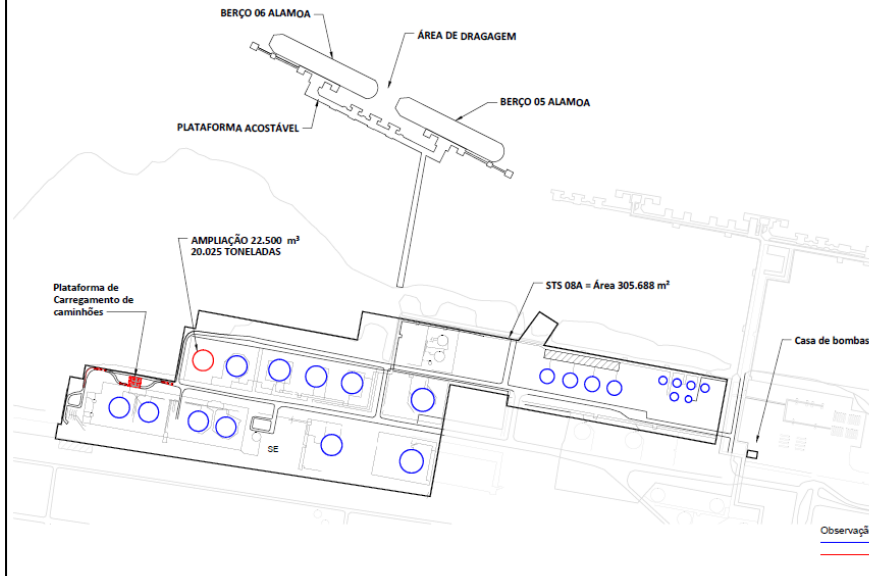 BERÇO 06 ALAMOA
ÁREA DE DRAGAGEM
BERÇO 05 ALAMOA
PLATAFORMA ACOSTÁVEL
AMPLIAÇÃO 22.500 m³
20.025 TONELADAS
Plataforma de
Carregamento de
caminhões
STS 08A = Área 305.688 m²
Casa de bombas
SE
Observaçã